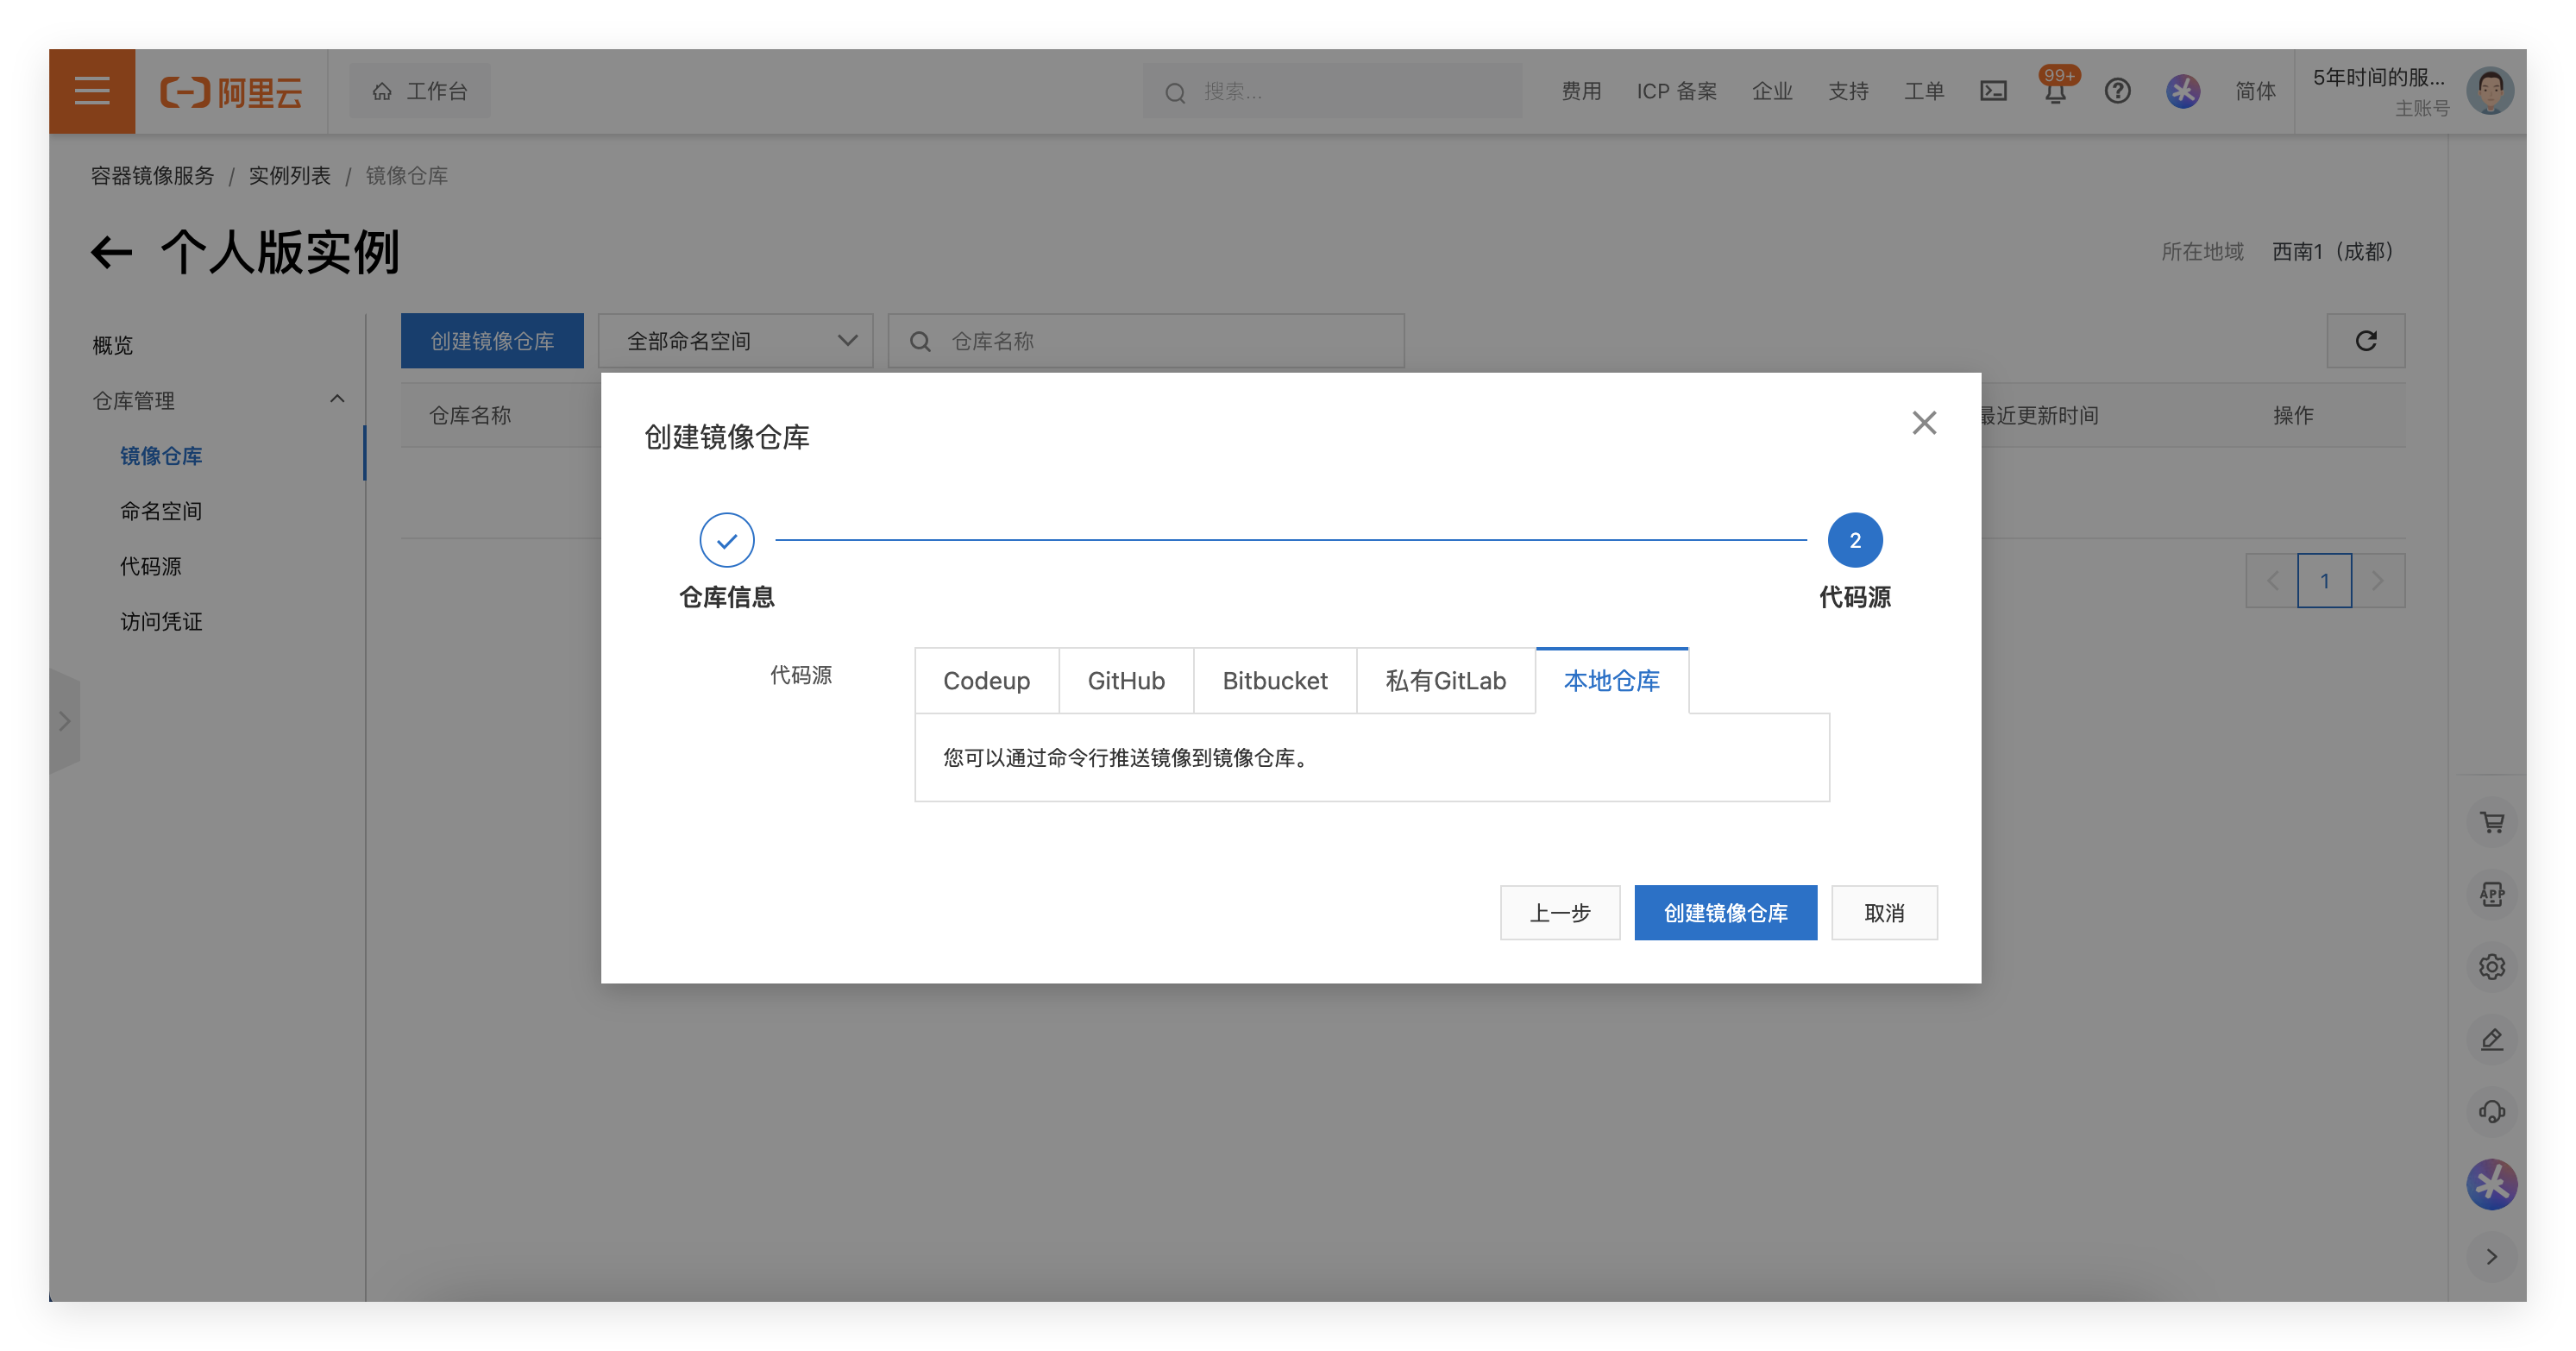 阿里云
工作台
搜索...
费用
ICP 备案
企业
支持
工单
99+
简体
5年时间的服...
主账号
容器镜像服务 / 实例列表 / 镜像仓库
个人版实例
所在地域 西南1（成都）
概览
仓库管理
镜像仓库
命名空间
代码源
访问凭证
创建镜像仓库
全部命名空间
仓库名称
仓库名称
最近更新时间
操作
1
创建镜像仓库
2
仓库信息
代码源
代码源
Codeup
GitHub
Bitbucket
私有GitLab
本地仓库
您可以通过命令行推送镜像到镜像仓库。
上一步
创建镜像仓库
取消
APP